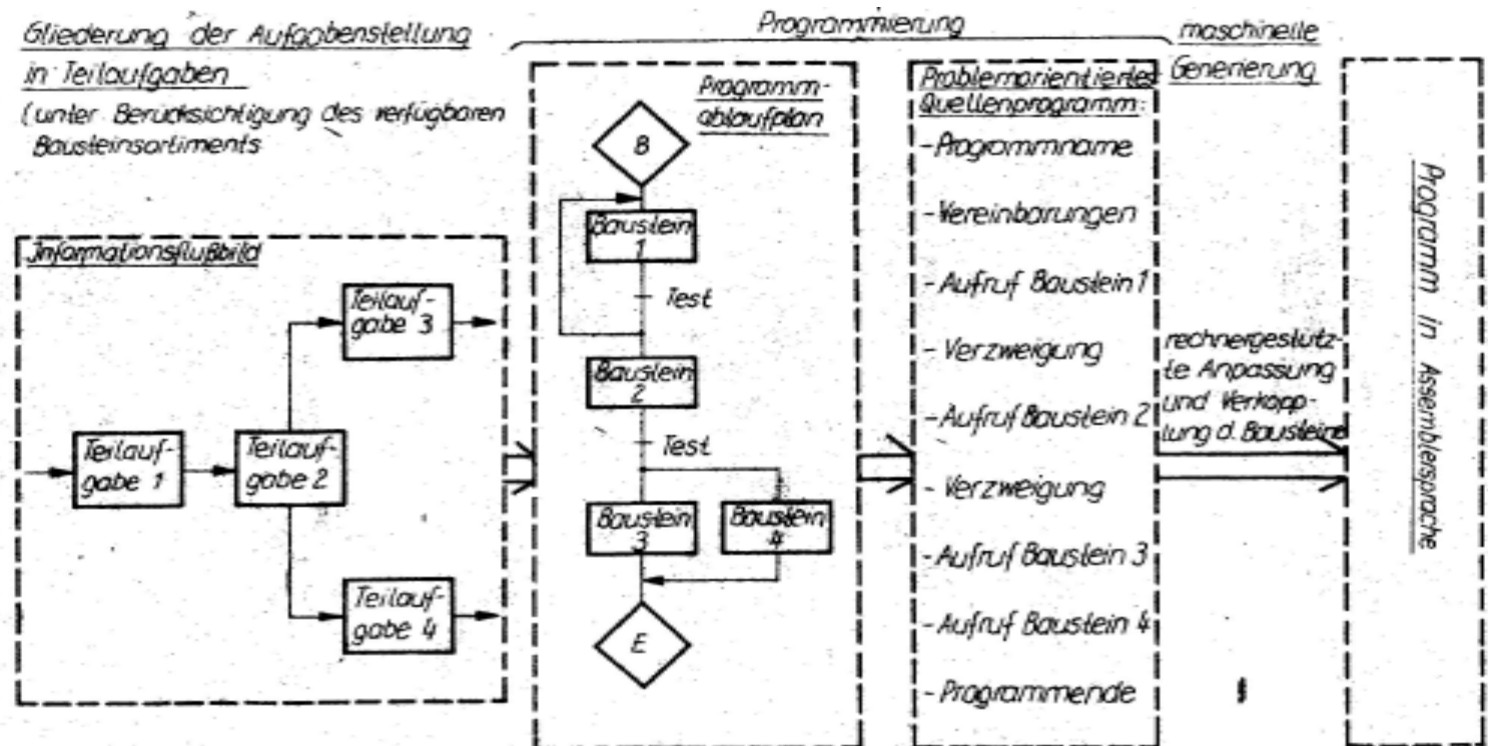 Gliederung der Aufgabenstellung
in Teilaufgaben
(unter Berücksichtigung des verfügbaren
Bausteinsortiments
Informationsflußbild
Teilauf-
gabe 1
Teilauf-
gabe 2
Teilauf-
gabe 3
Teilauf-
gabe 4
Programmierung
Programm-
ablaufplan
B
Baustein
1
Test
Baustein
2
Test
Baustein
3
Baustein
4
E
Problemorientiertes
Quellenprogramm:
- Programmname
- Vereinbarungen
- Aufruf Baustein 1
- Verzweigung
- Aufruf Baustein 2
- Verzweigung
- Aufruf Baustein 3
- Aufruf Baustein 4
- Programmende
maschinelle
Generierung
rechnergestütz-
te Anpassung
und Verkopp-
lung d. Bausteine
Programm in Assemblersprache